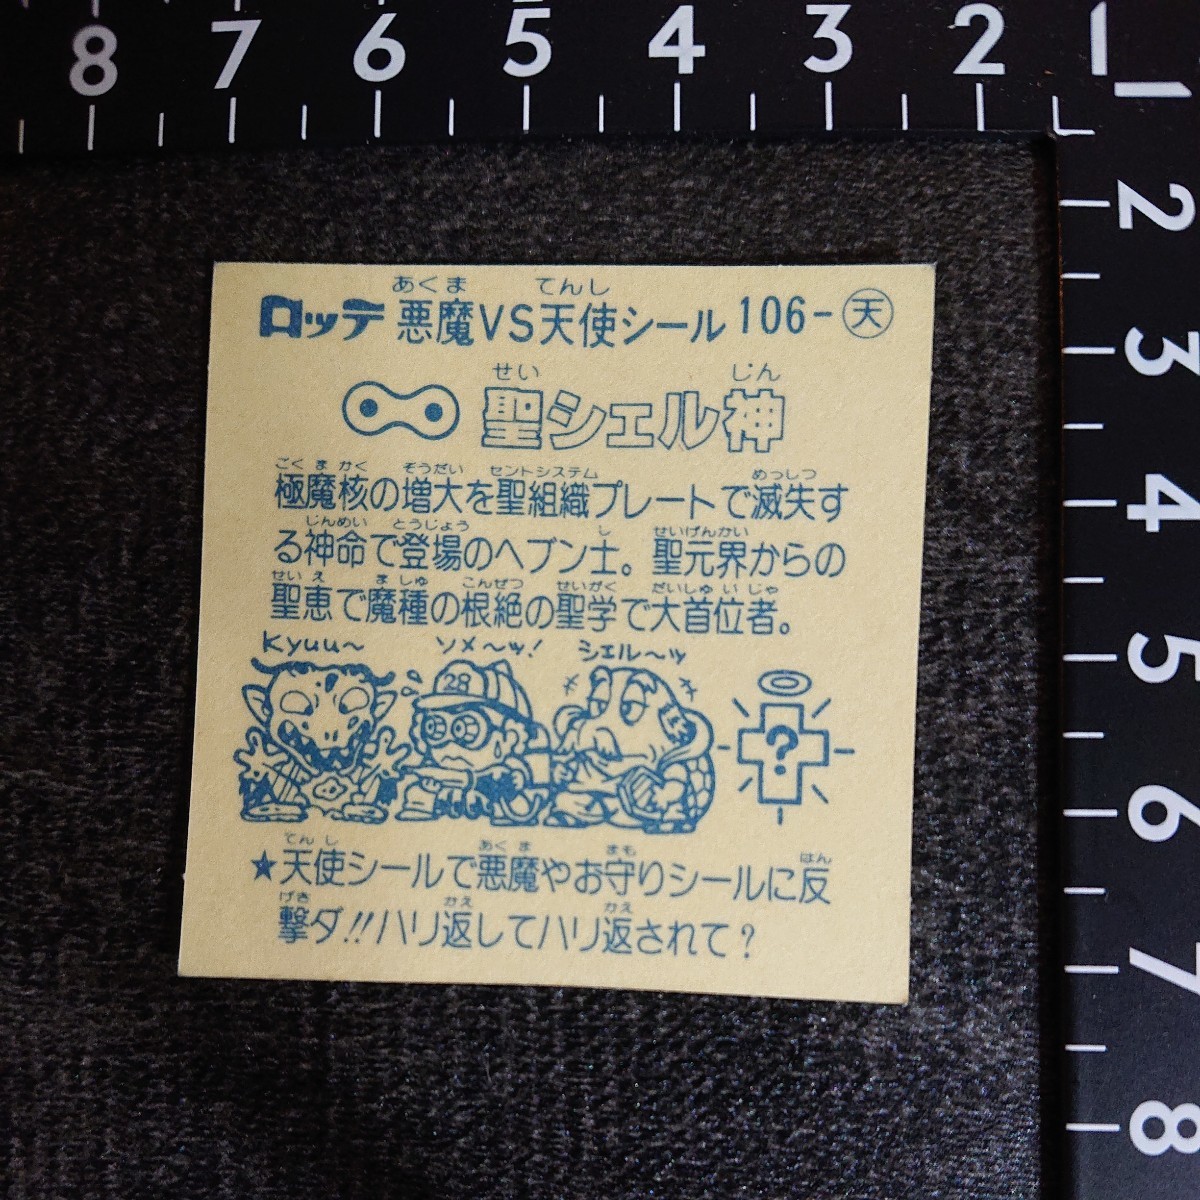 8 7 6 5 4 3 2 1
1 2 3 4 5 6 7 8
あくま てんし
ロッテ 悪魔VS天使シール 106-天
せい じん
聖シェル神
ごくまかく ぞうだい セントシステム めっしつ
極魔核の増大を聖組織プレートで滅失す
じんめい とうじょう し せいげんかい
る神命で登場のヘブン士。聖元界からの
せいえ ましゅ こんぜつ せいがく だいしゅいじゃ
聖恵で魔種の根絶の聖学で大首位者。
Kyuu〜 ソメ〜ッ! シェル〜ッ
28
?
てんし あくま まも はん
★天使シールで悪魔やお守りシールに反
げき かえ かえ
撃ダ!!ハリ返してハリ返されて?